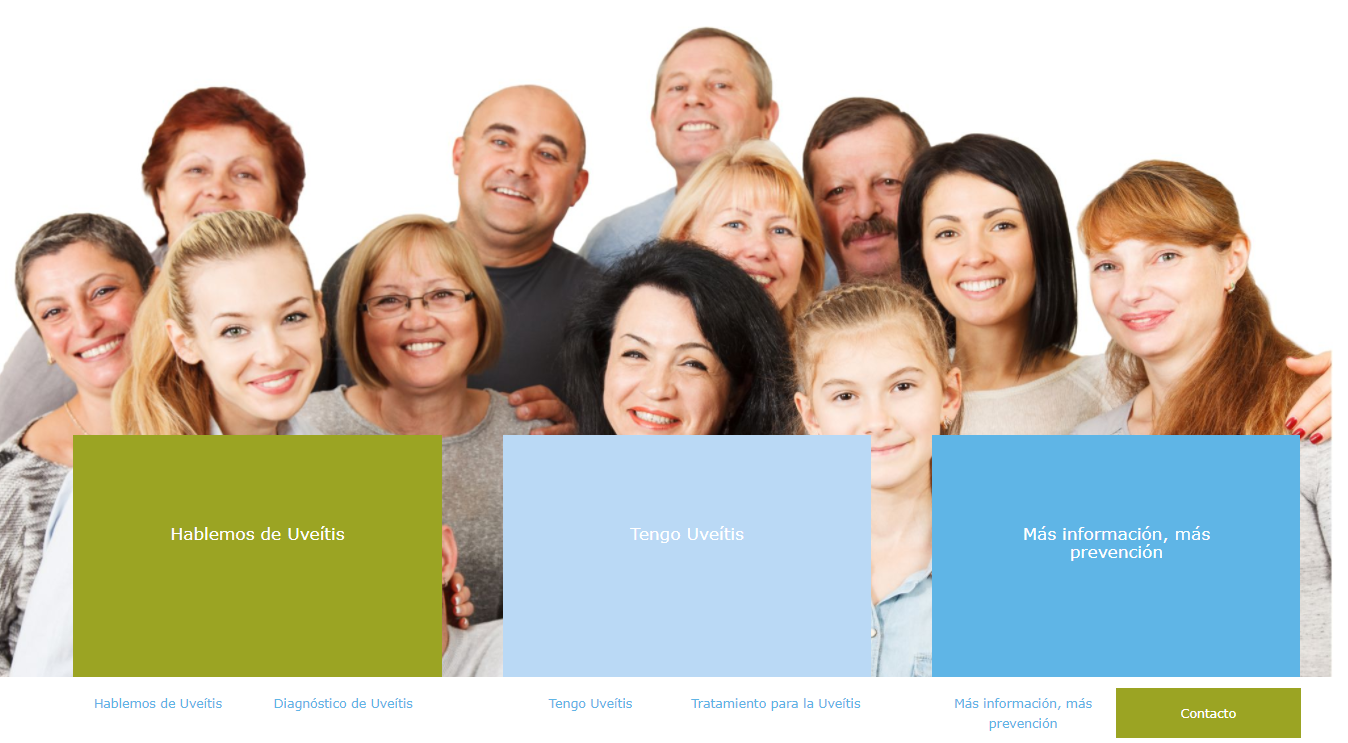 Hablemos de Uveítis
Tengo Uveítis
Más información, más
prevención
Hablemos de Uveítis
Diagnóstico de Uveítis
Tengo Uveítis
Tratamiento para la Uveítis
Más información, más
prevención
Contacto